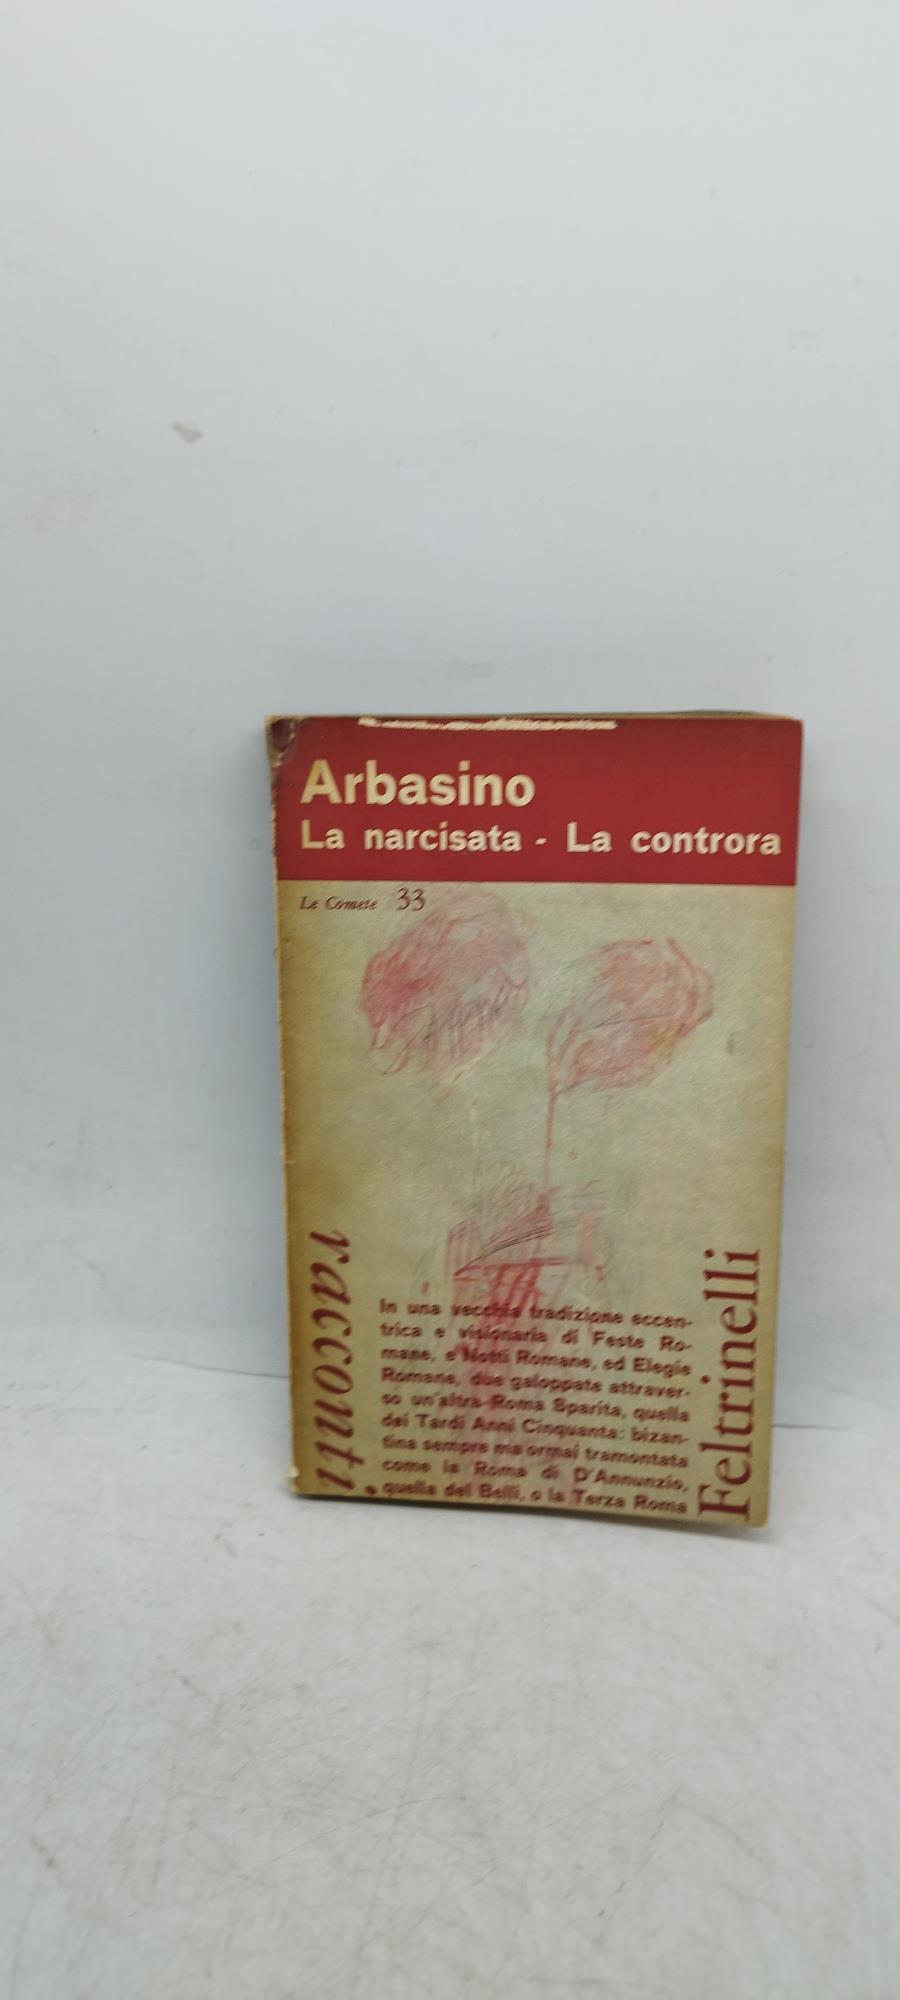 Arbasino
La narcisata - La controra
Le Comete 33
racconti
In una vecchia tradizione eccen-
trica e visionaria di Feste Ro-
mane, e Notti Romane, ed Elegie
Romane, due galoppate attraver-
so un'altra Roma Sparita, quella
dei Tardi Anni Cinquanta: bizan-
tina sempre ma ormai tramontata
come la Roma di D'Annunzio,
quella del Belli, o la Terza Roma
Feltrinelli